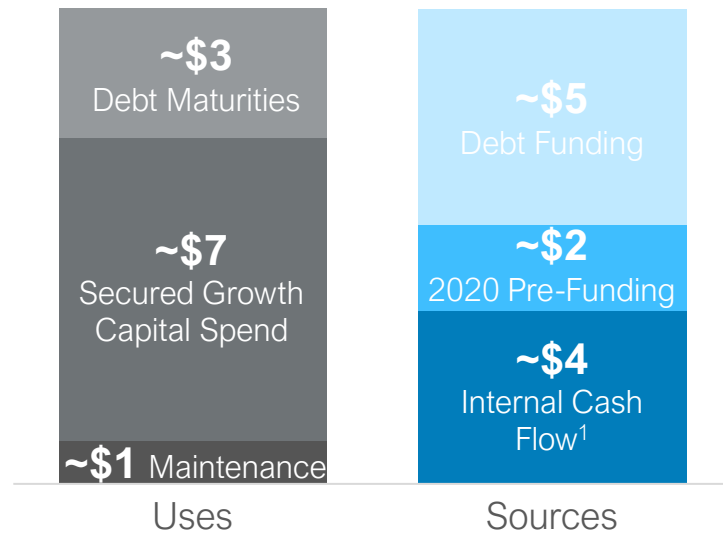 ~$3
Debt Maturities
~$7
Secured Growth
Capital Spend
~$1 Maintenance
Uses
~$5
Debt Funding
~$2
2020 Pre-Funding
~$4
Internal Cash
Flow1
Sources